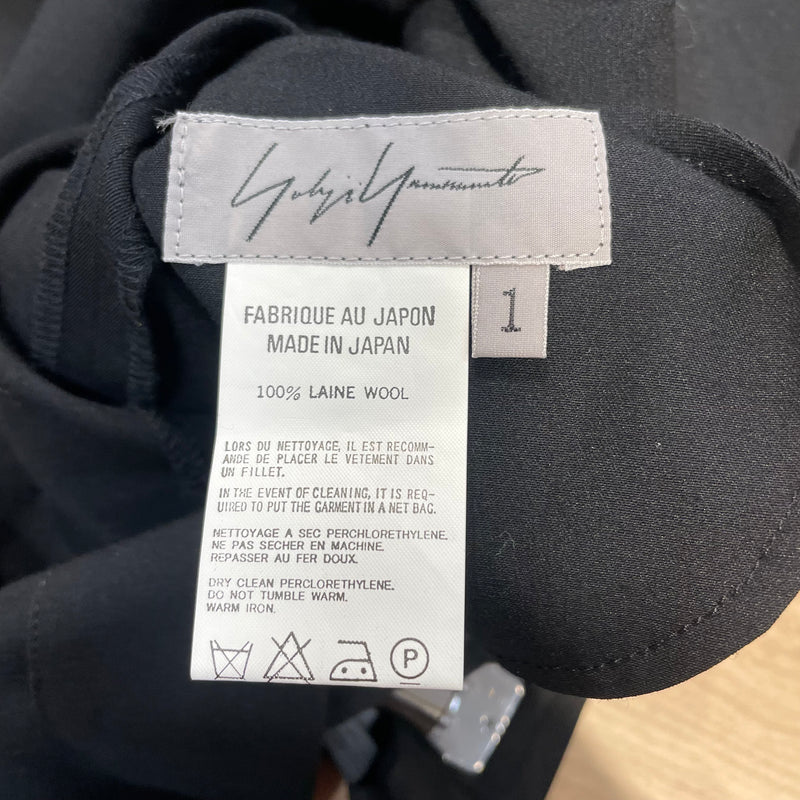 Yohji Yamamoto
1
FABRIQUE AU JAPON
MADE IN JAPAN
100% LAINE WOOL
LORS DU NETTOYAGE, IL EST RECOMM-
ANDE DE PLACER LE VETEMENT DANS
UN FILLET.
IN THE EVENT OF CLEANING, IT IS REQ-
UIRED TO PUT THE GARMENT IN A NET BAG.
NETTOYAGE A SEC PERCHLORETHYLENE.
NE PAS SECHER EN MACHINE.
REPASSER AU FER DOUX.
DRY CLEAN PERCLORETHYLENE.
DO NOT TUMBLE WARM.
WARM IRON.
P